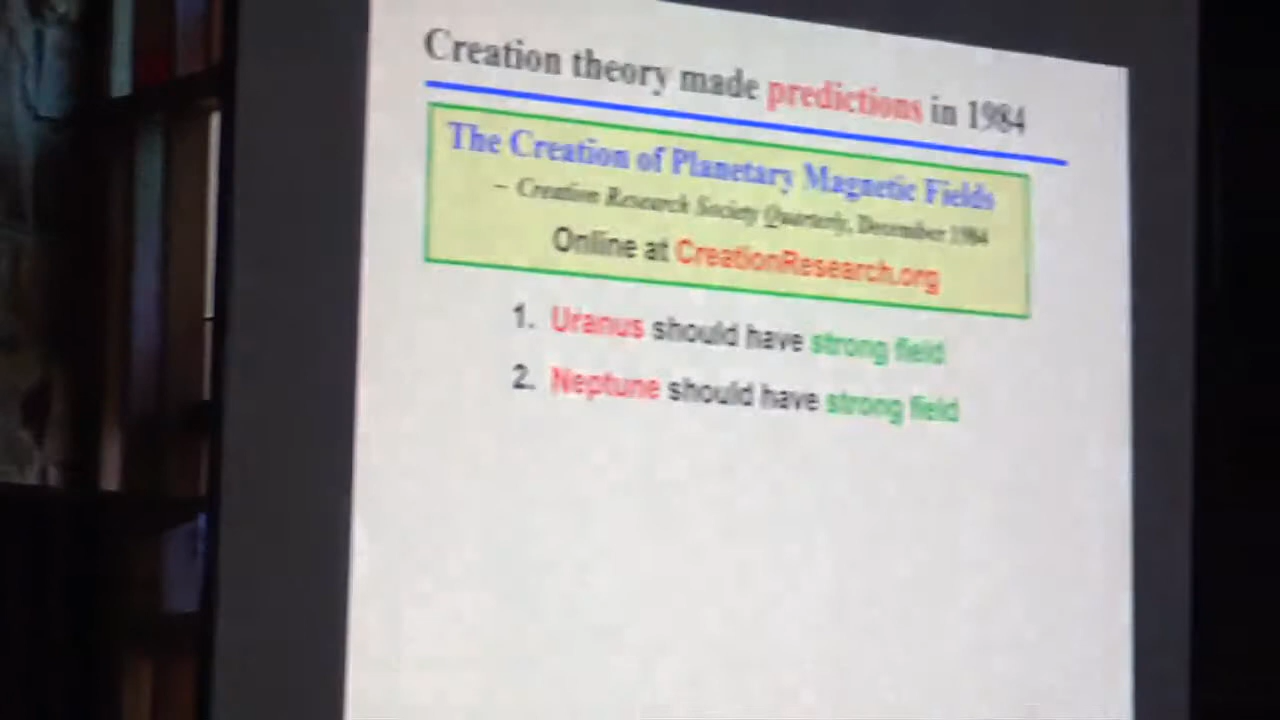 Creation theory made predictions in 1984
The Creation of Planetary Magnetic Fields
– Creation Research Society Quarterly, December 1984
Online at CreationResearch.org
1. Uranus should have strong field
2. Neptune should have strong field